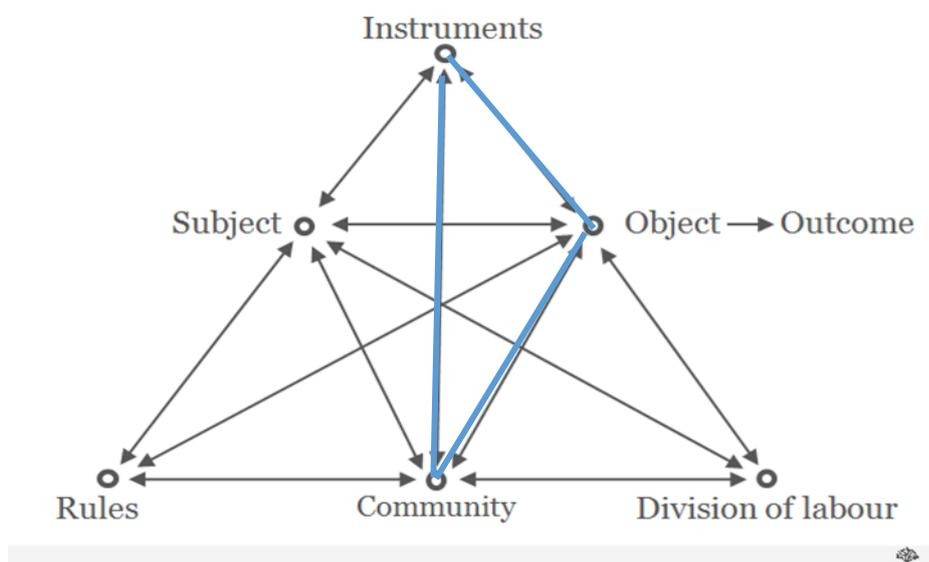 Instruments
Subject
Object
Outcome
Rules
Community
Division of labour